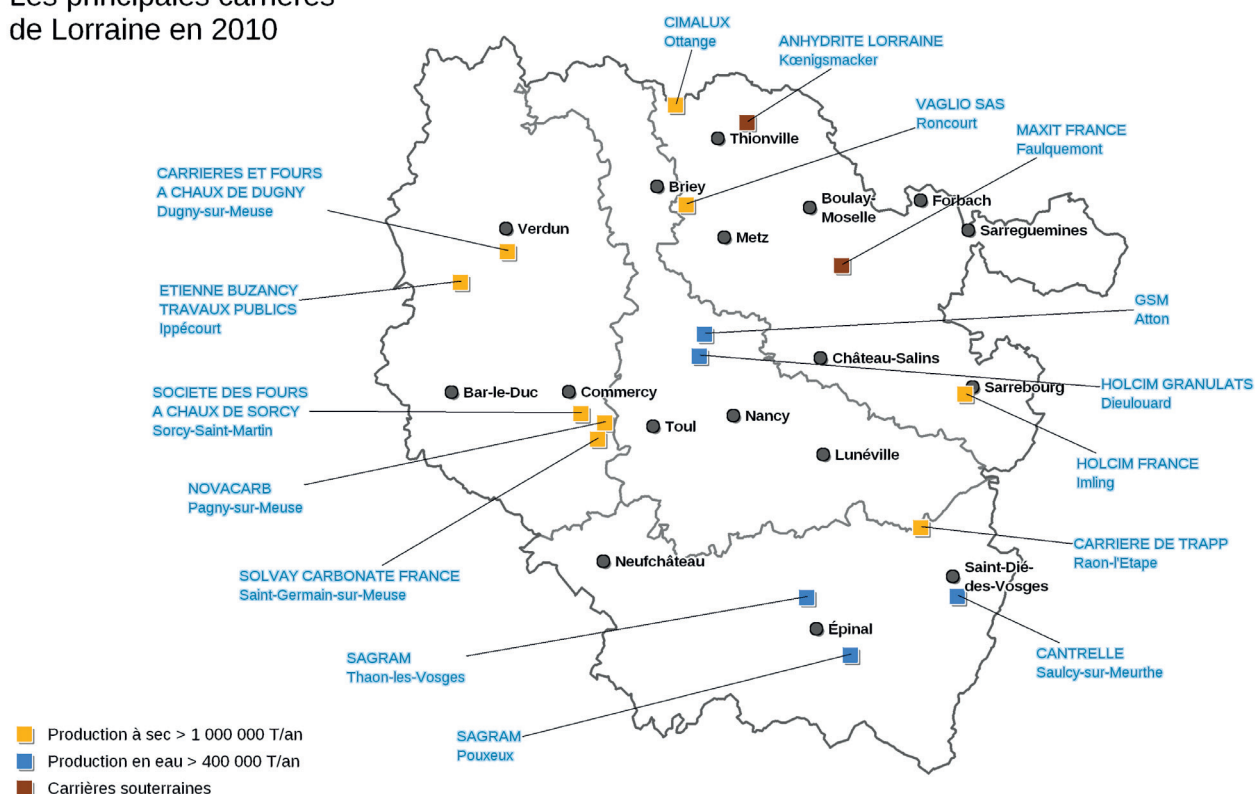 Les principales carrières
de Lorraine en 2010
CIMALUX
Ottange
ANHYDRITE LORRAINE
Kœnigsmacker
VAGLIO SAS
Roncourt
MAXIT FRANCE
Faulquemont
Thionville
CARRIERES ET FOURS
A CHAUX DE DUGNY
Dugny-sur-Meuse
Briey
Boulay-
Moselle
Forbach
Verdun
Metz
Sarreguemines
ETIENNE BUZANCY
TRAVAUX PUBLICS
Ippécourt
GSM
Atton
Château-Salins
SOCIETE DES FOURS
A CHAUX DE SORCY
Sorcy-Saint-Martin
Bar-le-Duc
Commercy
Sarrebourg
HOLCIM GRANULATS
Dieulouard
Toul
Nancy
Lunéville
HOLCIM FRANCE
Imling
NOVACARB
Pagny-sur-Meuse
CARRIERE DE TRAPP
Raon-l'Etape
Neufchâteau
SOLVAY CARBONATE FRANCE
Saint-Germain-sur-Meuse
Saint-Dié-
des-Vosges
Épinal
SAGRAM
Thaon-les-Vosges
CANTRELLE
Saulcy-sur-Meurthe
SAGRAM
Pouxeux
Production à sec > 1 000 000 T/an
Production en eau > 400 000 T/an
Carrières souterraines